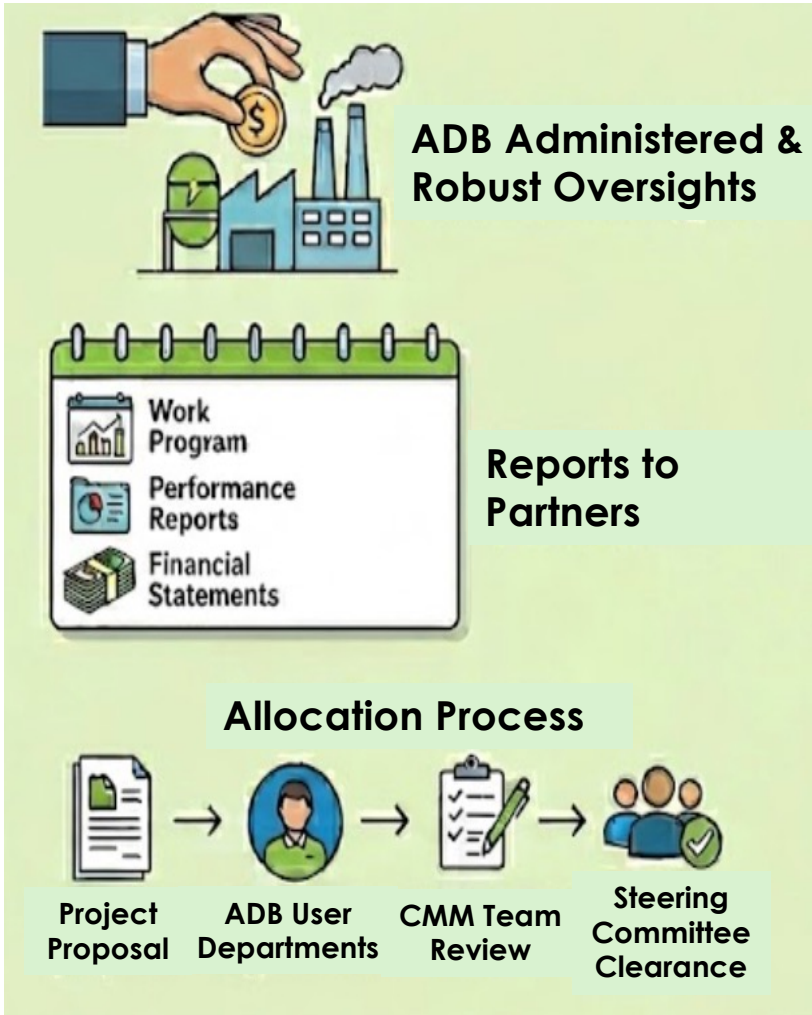 ADB Administered &
Robust Oversights
$
Work
Program
Performance
Reports
Financial
Statements
Reports to
Partners
Allocation Process
Project
Proposal
ADB User
Departments
CMM Team
Review
Steering
Committee
Clearance